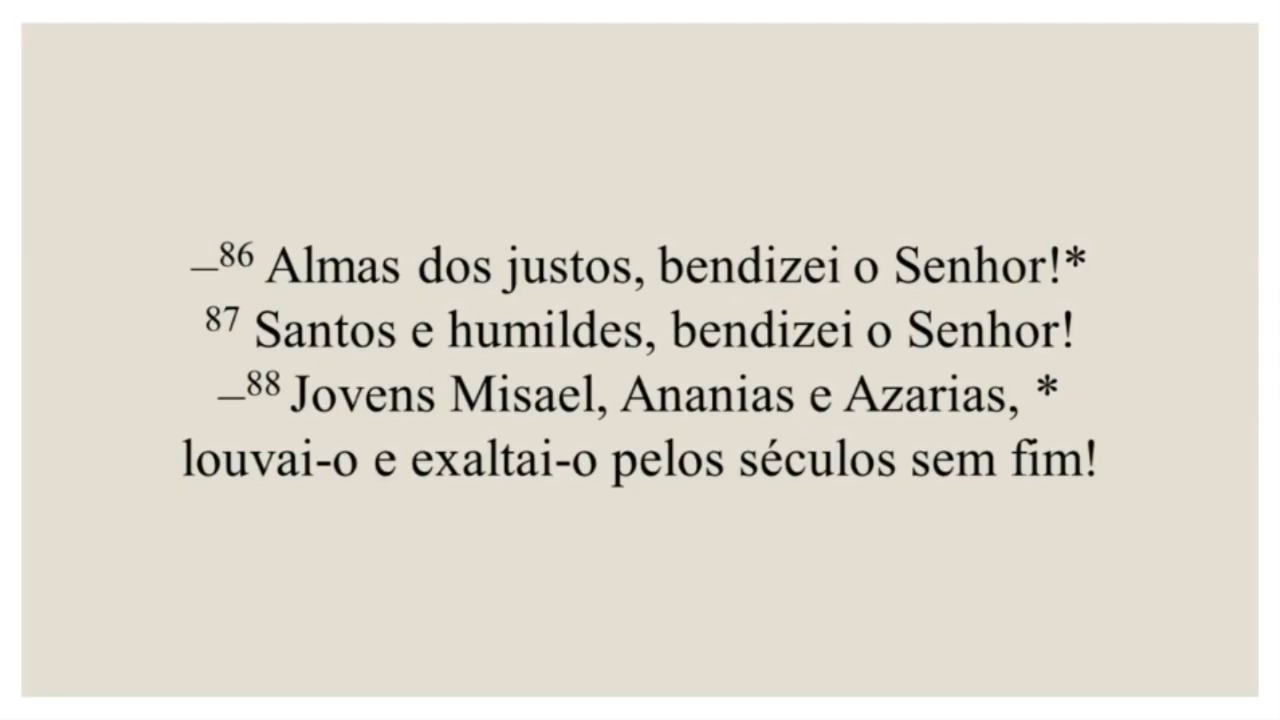 –86 Almas dos justos, bendizei o Senhor!*
87 Santos e humildes, bendizei o Senhor!
–88 Jovens Misael, Ananias e Azarias, *
louvai-o e exaltai-o pelos séculos sem fim!